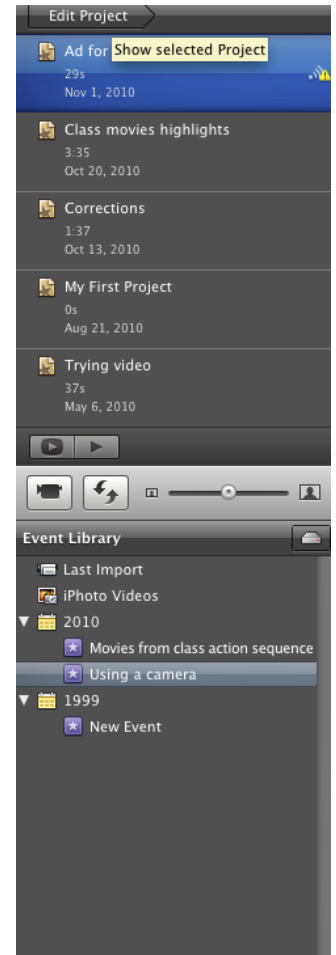 Edit Project
Ad for Show selected Project
29s
Nov 1, 2010
Class movies highlights
3:35
Oct 20, 2010
Corrections
1:37
Oct 13, 2010
My First Project
0s
Aug 21, 2010
Trying video
37s
May 6, 2010
Event Library
Last Import
iPhoto Videos
2010
Movies from class action sequence
Using a camera
1999
New Event